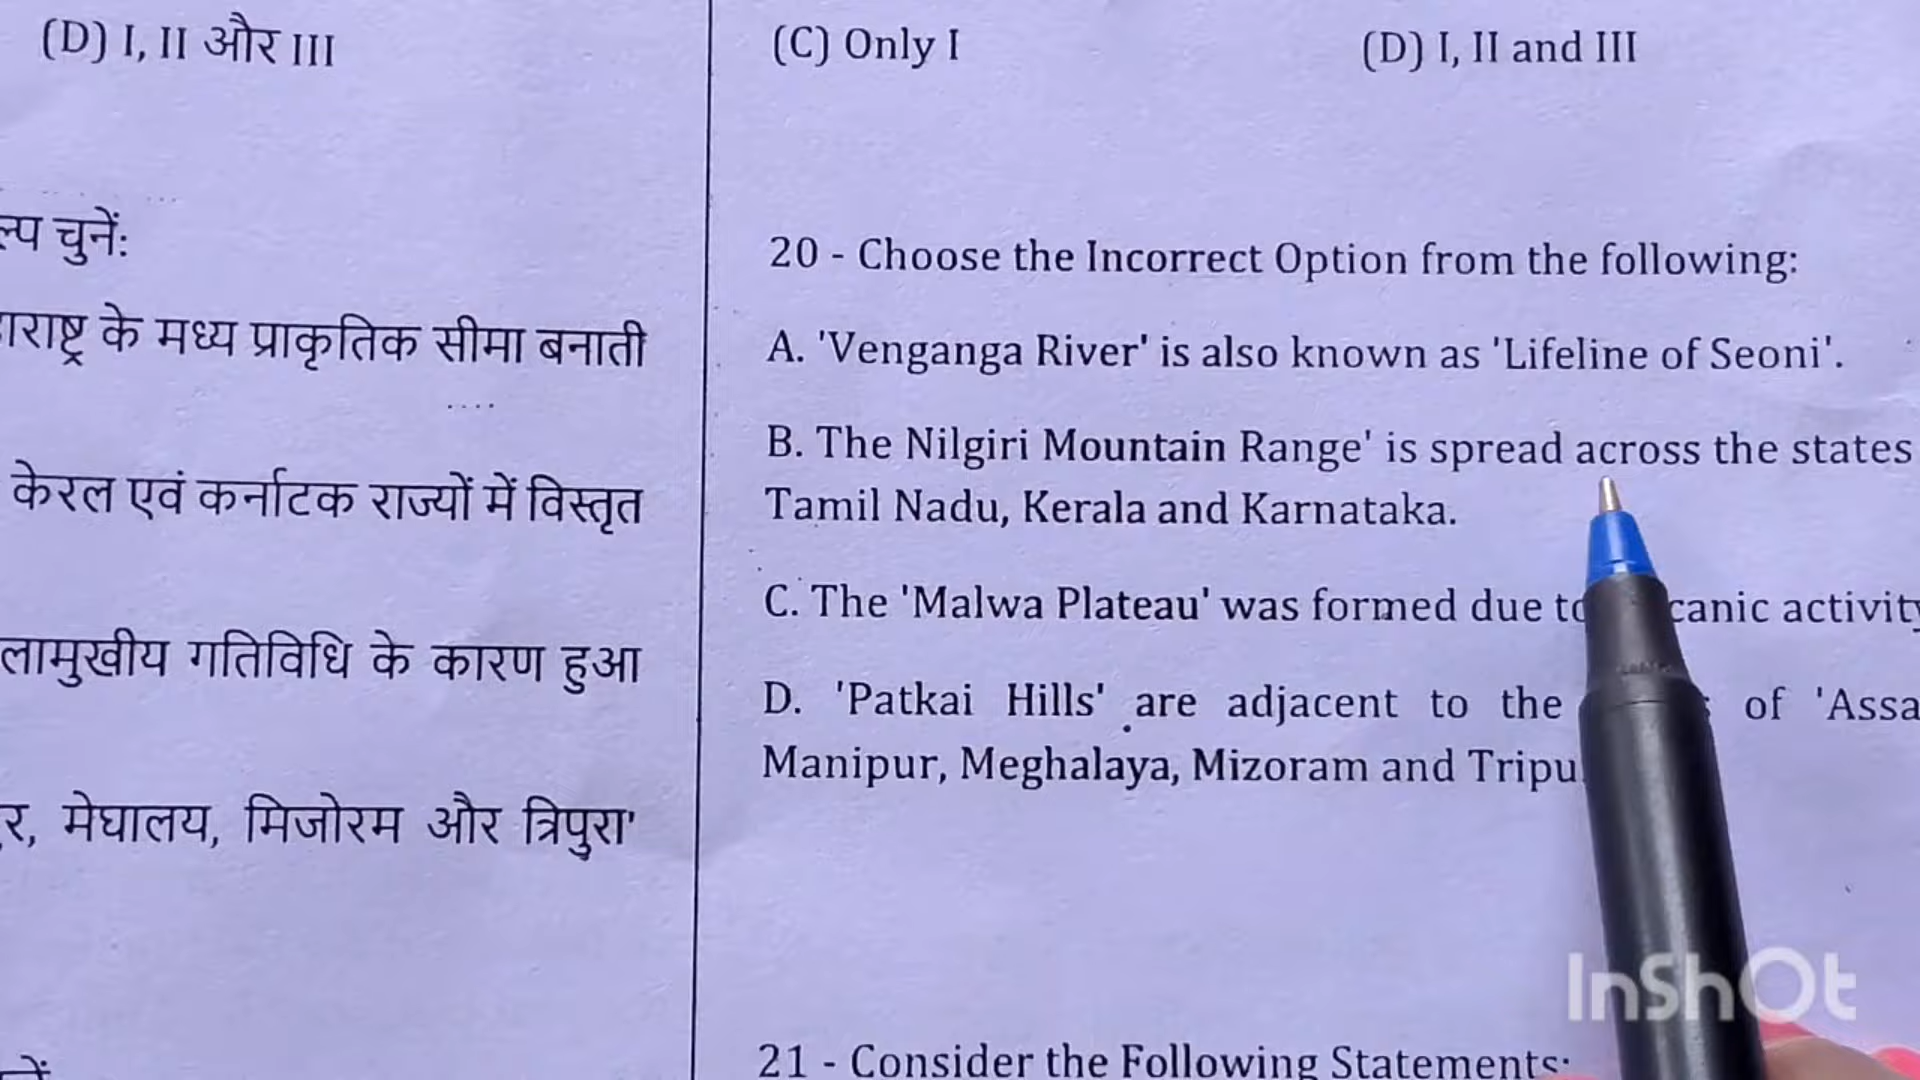 (D) I, II और III
ल्प चुनें:
राष्ट्र के मध्य प्राकृतिक सीमा बनाती
केरल एवं कर्नाटक राज्यों में विस्तृत
लामुखीय गतिविधि के कारण हुआ
र, मेघालय, मिजोरम और त्रिपुरा'
(C) Only I (D) I, II and III
20 - Choose the Incorrect Option from the following:
A. 'Venganga River' is also known as 'Lifeline of Seoni'.
B. The Nilgiri Mountain Range' is spread across the states
Tamil Nadu, Kerala and Karnataka.
C. The 'Malwa Plateau' was formed due to canic activity
D. 'Patkai Hills' are adjacent to the of 'Assa
Manipur, Meghalaya, Mizoram and Tripu
21 - Consider the Following Statements:
InShOt